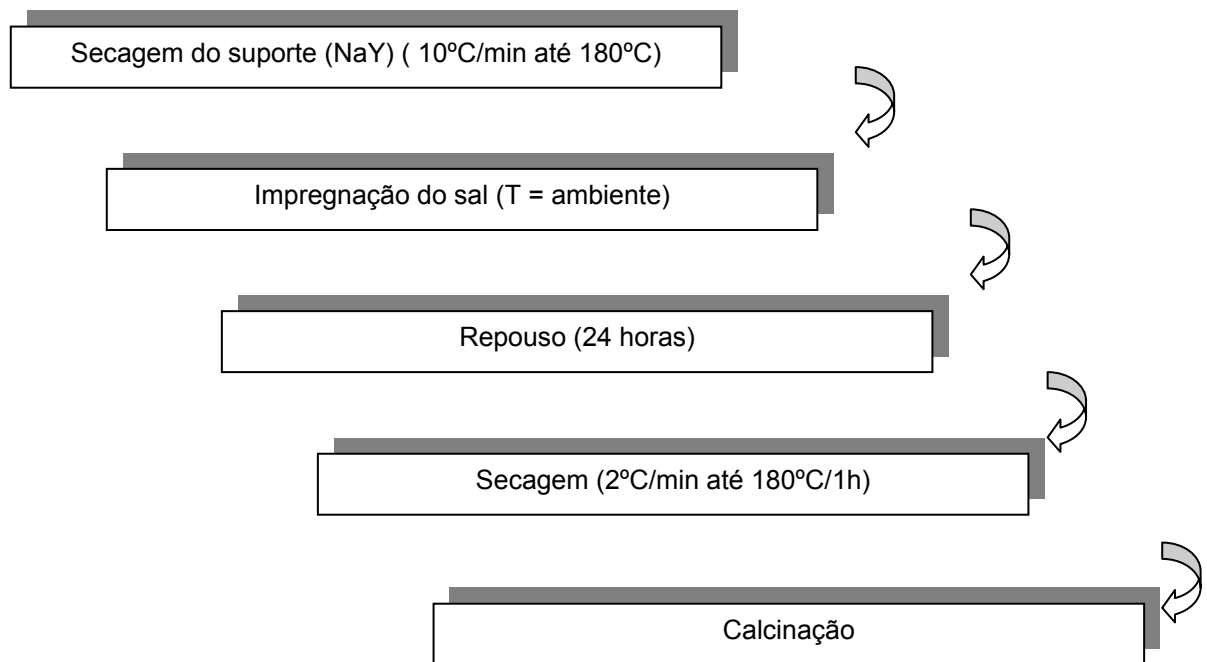 Secagem do suporte (NaY) ( 10ºC/min até 180ºC)
Impregnação do sal (T = ambiente)
Repouso (24 horas)
Secagem (2ºC/min até 180ºC/1h)
Calcinação